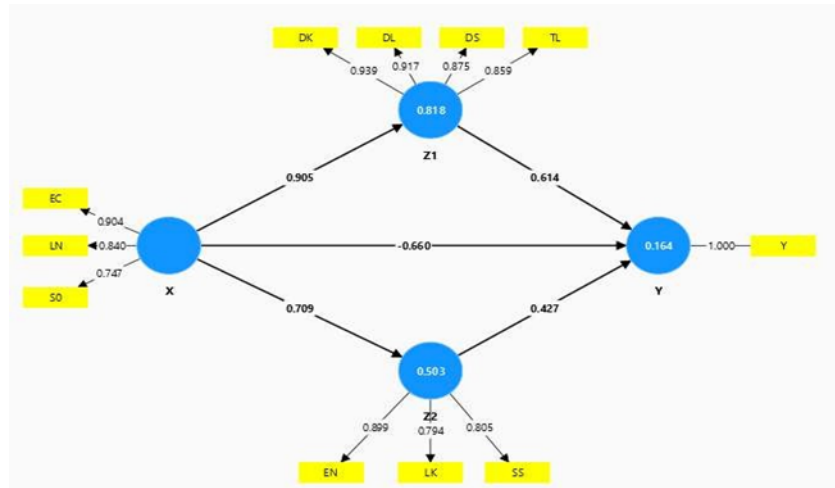 DK DL DS TL
0.939 0.917 0.875 0.859
0.818
Z1
0.905 0.614
EC
0.904
LN 0.840 -0.660 0.164 1.000 Y
0.747
S0
X Y
0.709 0.427
0.503
Z2
0.899 0.794 0.805
EN LK SS